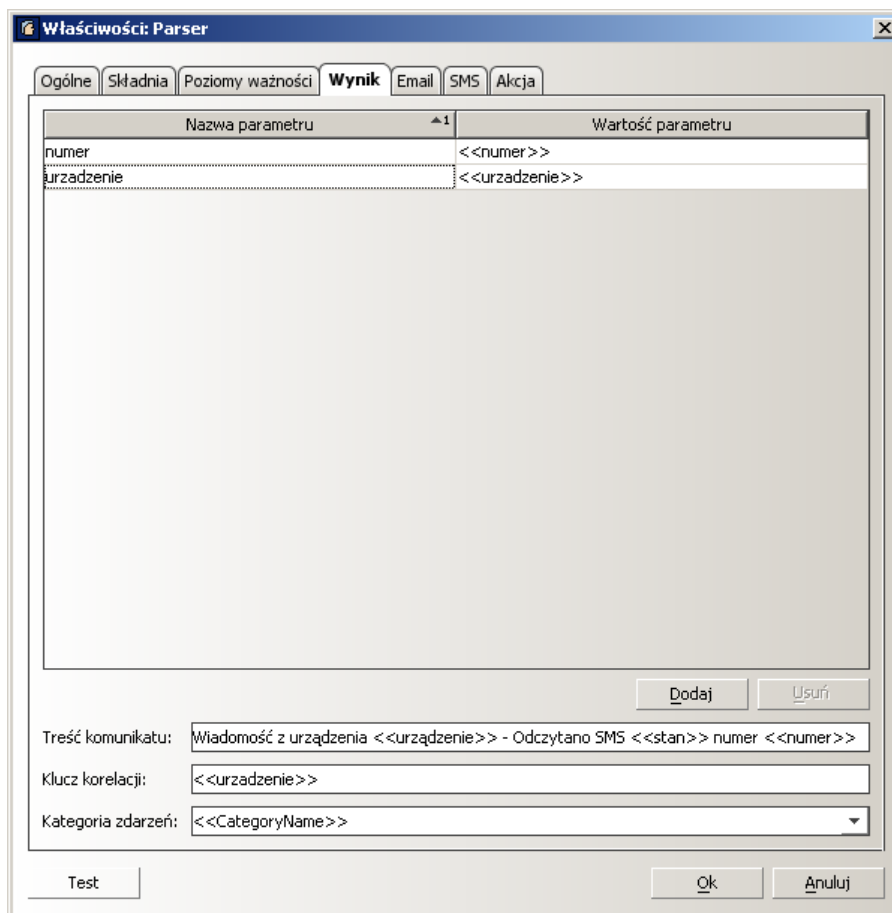 Właściwości: Parser
Ogólne Składnia Poziomy ważności Wynik Email SMS Akcja
Nazwa parametru 1 Wartość parametru
numer <<numer>>
urzadzenie <<urzadzenie>>
Dodaj Usuń
Treść komunikatu: Wiadomość z urządzenia <<urządzenie>> - Odczytano SMS <<stan>> numer <<numer>>
Klucz korelacji: <<urzadzenie>>
Kategoria zdarzeń: <<CategoryName>>
Test Ok Anuluj